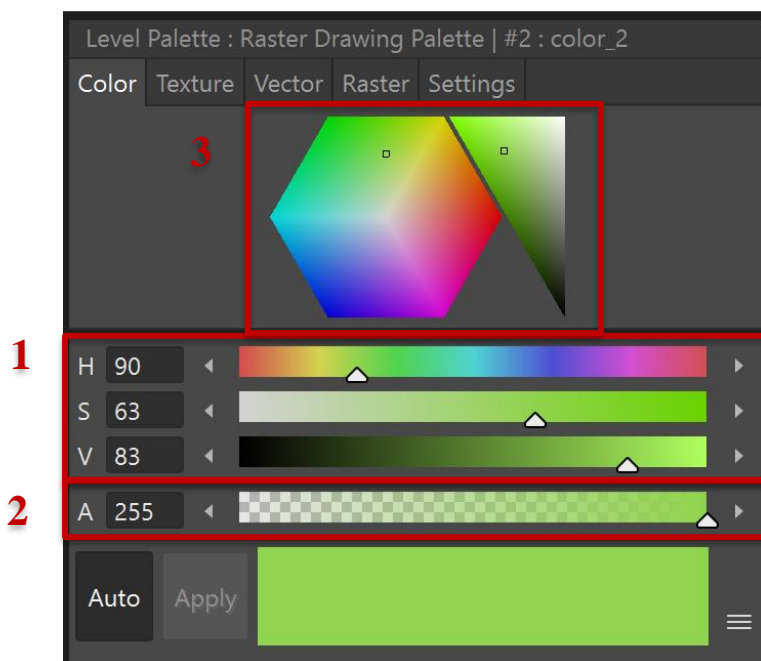 Level Palette : Raster Drawing Palette | #2 : color_2
Color Texture Vector Raster Settings
3
1
H 90
S 63
V 83
2
A 255
Auto Apply